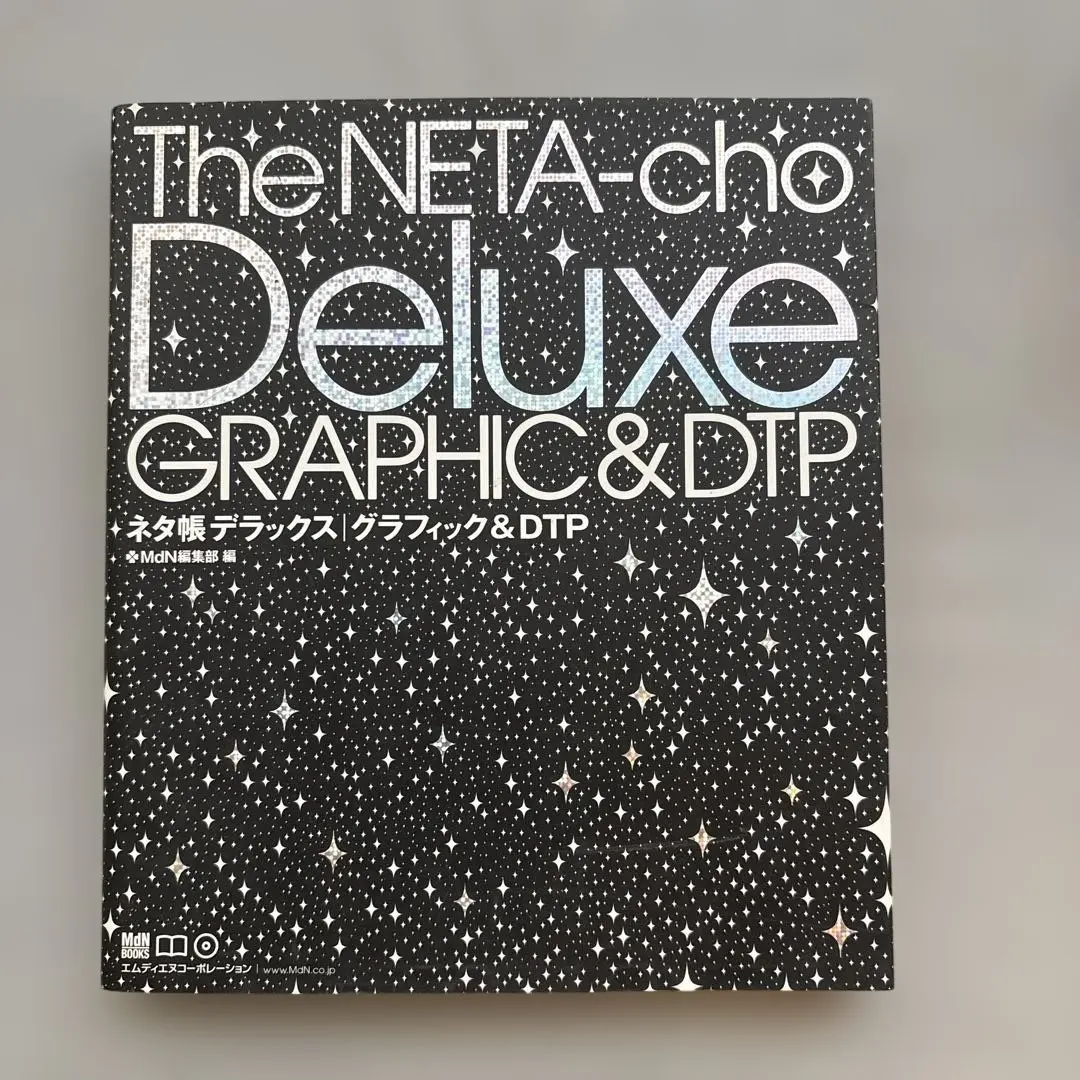 The NETA-cho
Deluxe
GRAPHIC & DTP
ネタ帳 デラックス|グラフィック & DTP
MdN編集部 編
MdN
BOOKS
エムディエヌコーポレーション | www.MdN.co.jp